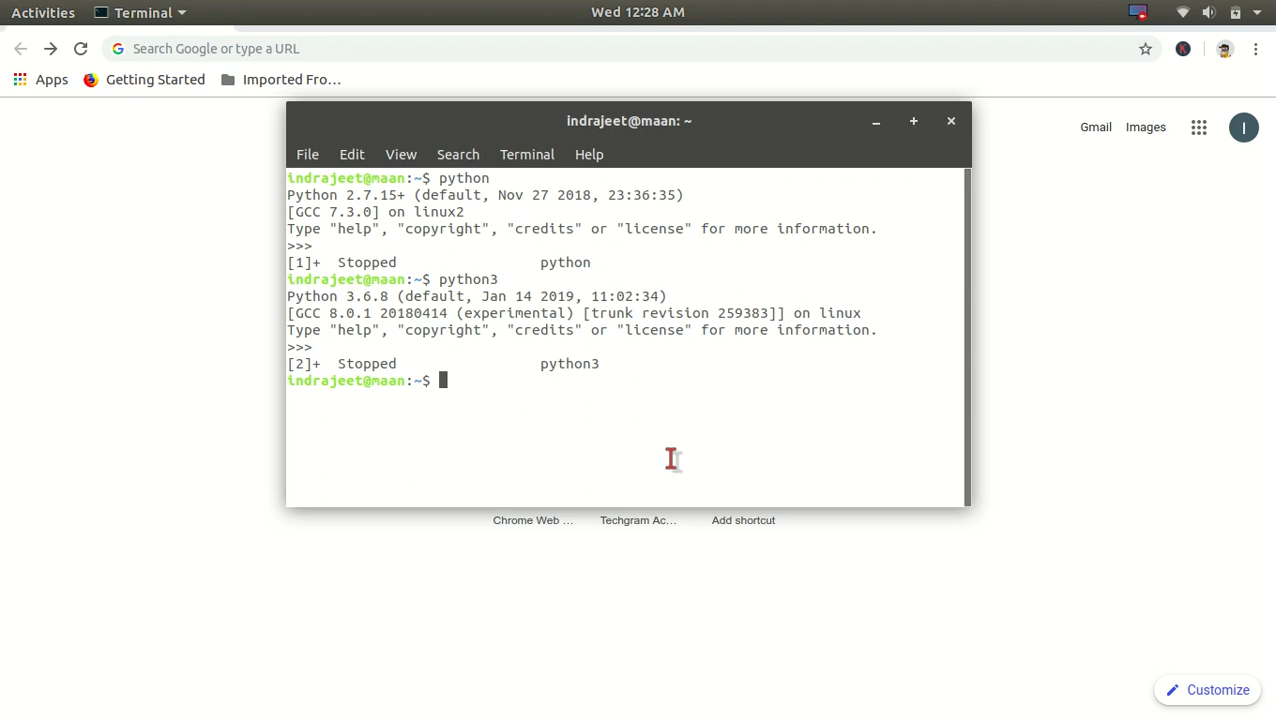 Activities Terminal Wed 12:28 AM
Search Google or type a URL K
Apps Getting Started Imported Fro...
indrajeet@maan: ~
Gmail Images I
File Edit View Search Terminal Help
indrajeet@maan:~$ python
Python 2.7.15+ (default, Nov 27 2018, 23:36:35)
[GCC 7.3.0] on linux2
Type "help", "copyright", "credits" or "license" for more information.
>>>
[1]+  Stopped                 python
indrajeet@maan:~$ python3
Python 3.6.8 (default, Jan 14 2019, 11:02:34)
[GCC 8.0.1 20180414 (experimental) [trunk revision 259383]] on linux
Type "help", "copyright", "credits" or "license" for more information.
>>>
[2]+  Stopped                 python3
indrajeet@maan:~$
Chrome Web ... Techgram Ac... Add shortcut
Customize